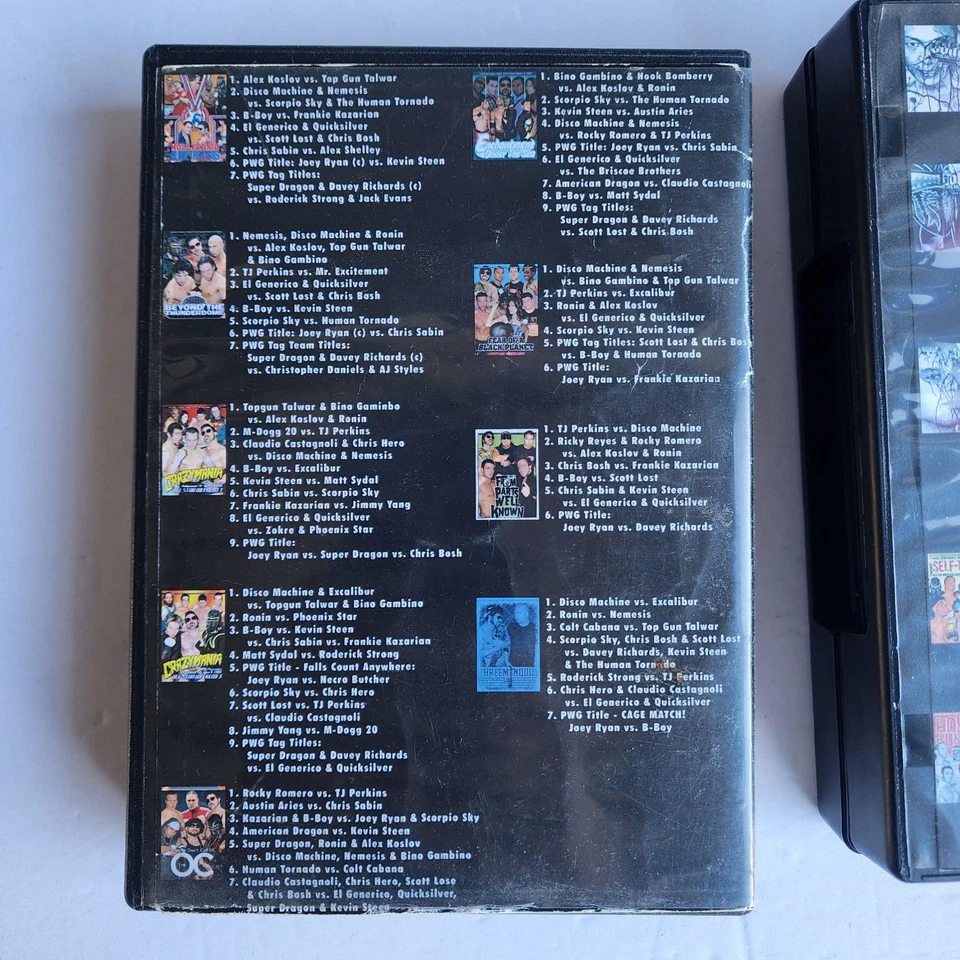 1. Alex Koslov vs. Top Gun Talwar
2. Disco Machine & Nemesis
vs. Scorpio Sky & The Human Tornado
3. B-Boy vs. Frankie Kazarian
4. El Generico & Quicksilver
vs. Scott Lost & Chris Bosh
5. Chris Sabin vs. Alex Shelley
6. PWG Title: Joey Ryan (c) vs. Kevin Steen
7. PWG Tag Titles:
Super Dragon & Davey Richards (c)
vs. Roderick Strong & Jack Evans
BEYOND THE
THUNDERDOME
1. Nemesis, Disco Machine & Ronin
vs. Alex Koslov, Top Gun Talwar
& Bino Gambino
2. TJ Perkins vs. Mr. Excitement
3. El Generico & Quicksilver
vs. Scott Lost & Chris Bosh
4. B-Boy vs. Kevin Steen
5. Scorpio Sky vs. Human Tornado
6. PWG Title: Joey Ryan (c) vs. Chris Sabin
7. PWG Tag Team Titles:
Super Dragon & Davey Richards (c)
vs. Christopher Daniels & AJ Styles
CRAZYMANIA
1. Topgun Talwar & Bino Gaminbo
vs. Alex Koslov & Ronin
2. M-Dogg 20 vs. TJ Perkins
3. Claudio Castagnoli & Chris Hero
vs. Disco Machine & Nemesis
4. B-Boy vs. Excalibur
5. Kevin Steen vs. Matt Sydal
6. Chris Sabin vs. Scorpio Sky
7. Frankie Kazarian vs. Jimmy Yang
8. El Generico & Quicksilver
vs. Zokre & Phoenix Star
9. PWG Title:
Joey Ryan vs. Super Dragon vs. Chris Bosh
CRAZYMANIA
1. Disco Machine & Excalibur
vs. Topgun Talwar & Bino Gambino
2. Ronin vs. Phoenix Star
3. B-Boy vs. Kevin Steen
vs. Chris Sabin vs. Frankie Kazarian
4. Matt Sydal vs. Roderick Strong
5. PWG Title - Falls Count Anywhere:
Joey Ryan vs. Necro Butcher
6. Scorpio Sky vs. Chris Hero
7. Scott Lost vs. TJ Perkins
vs. Claudio Castagnoli
8. Jimmy Yang vs. M-Dogg 20
9. PWG Tag Titles:
Super Dragon & Davey Richards
vs. El Generico & Quicksilver
Don't Call It
OC
1. Rocky Romero vs. TJ Perkins
2. Austin Aries vs. Chris Sabin
3. Kazarian & B-Boy vs. Joey Ryan & Scorpio Sky
4. American Dragon vs. Kevin Steen
5. Super Dragon, Ronin & Alex Koslov
vs. Disco Machine, Nemesis & Bino Gambino
6. Human Tornado vs. Colt Cabana
7. Claudio Castagnoli, Chris Hero, Scott Lose
& Chris Bosh vs. El Generico, Quicksilver,
Super Dragon & Kevin Steen
Enchantment
Under The Sea
1. Bino Gambino & Hook Bomberry
vs. Alex Koslov & Ronin
2. Scorpio Sky vs. The Human Tornado
3. Kevin Steen vs. Austin Aries
4. Disco Machine & Nemesis
vs. Rocky Romero & TJ Perkins
5. PWG Title: Joey Ryan vs. Chris Sabin
6. El Generico & Quicksilver
vs. The Briscoe Brothers
7. American Dragon vs. Claudio Castagnoli
8. B-Boy vs. Matt Sydal
9. PWG Tag Titles:
Super Dragon & Davey Richards
vs. Scott Lost & Chris Bosh
FEAR OF A
BLACK PLANET
1. Disco Machine & Nemesis
vs. Bino Gambino & Top Gun Talwar
2. TJ Perkins vs. Excalibur
3. Ronin & Alex Koslov
vs. El Generico & Quicksilver
4. Scorpio Sky vs. Kevin Steen
5. PWG Tag Titles: Scott Lost & Chris Bos
vs. B-Boy & Human Tornado
6. PWG Title:
Joey Ryan vs. Frankie Kazarian
FROM
PARTS
WELL
KNOWN
1. TJ Perkins vs. Disco Machine
2. Ricky Reyes & Rocky Romero
vs. Alex Koslov & Ronin
3. Chris Bosh vs. Frankie Kazarian
4. B-Boy vs. Scott Lost
5. Chris Sabin & Kevin Steen
vs. El Generico & Quicksilver
6. PWG Title:
Joey Ryan vs. Davey Richards
1. Disco Machine vs. Excalibur
2. Ronin vs. Nemesis
3. Colt Cabana vs. Top Gun Talwar
4. Scorpio Sky, Chris Bosh & Scott Lost
vs. Davey Richards, Kevin Steen
& The Human Tornado
5. Roderick Strong vs. TJ Perkins
6. Chris Hero & Claudio Castagnoli
vs. El Generico & Quicksilver
7. PWG Title - CAGE MATCH!
Joey Ryan vs. B-Boy